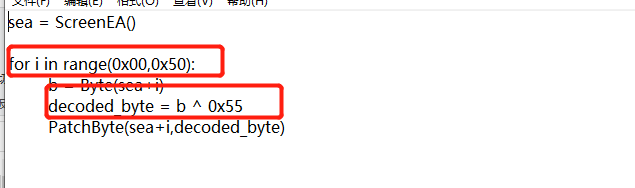 文件(F) 编辑(E) 格式(O) 查看(V) 帮助(H)
sea = ScreenEA()
for i in range(0x00,0x50):
b = Byte(sea+i)
decoded_byte = b ^ 0x55
PatchByte(sea+i,decoded_byte)